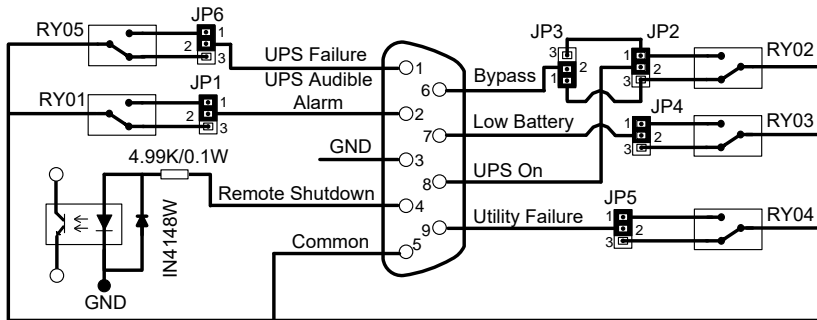 JP6
RY05
1
2
3
UPS Failure
JP1
UPS Audible
Alarm
RY01
1
2
3
GND
4.99K/0.1W
Remote Shutdown
IN4148W
Common
GND
1
2
3
4
5
6
7
8
9
Bypass
Low Battery
UPS On
Utility Failure
JP3
3
2
1
JP2
1
2
3
RY02
JP4
1
2
3
RY03
JP5
1
2
3
RY04